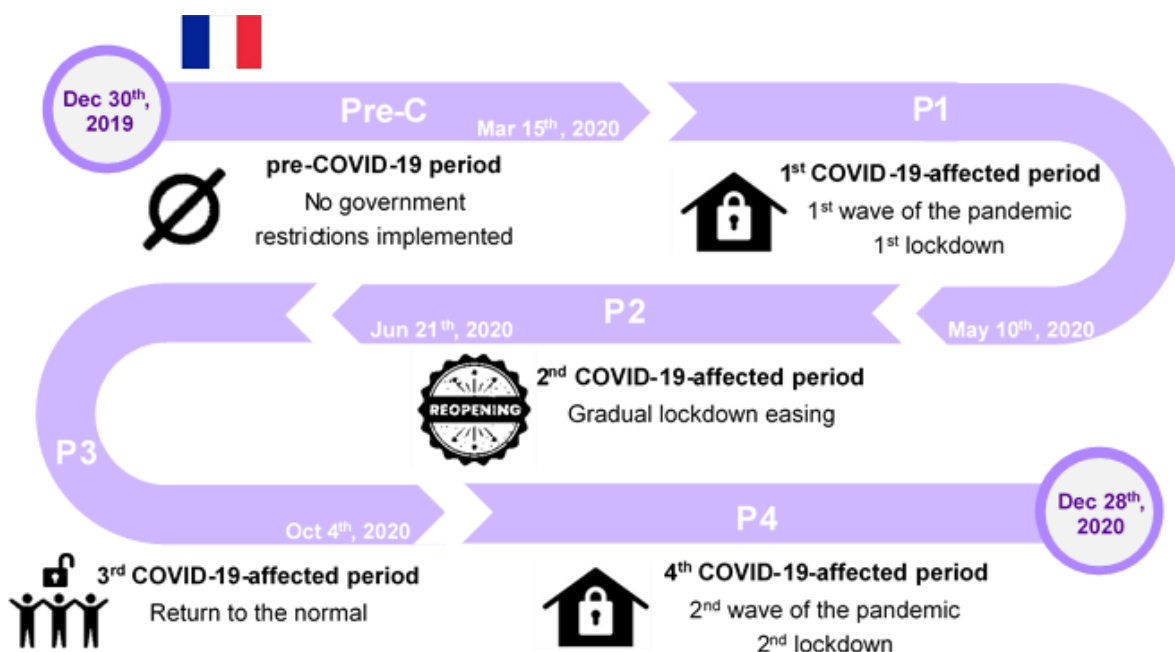 Dec 30th,
2019
Pre-C
Mar 15th, 2020
P1
pre-COVID-19 period
No government
restrictions implemented
1st COVID-19-affected period
1st wave of the pandemic
1st lockdown
May 10th, 2020
P2
Jun 21th, 2020
REOPENING
2nd COVID-19-affected period
Gradual lockdown easing
P3
Oct 4th, 2020
P4
Dec 28th,
2020
3rd COVID-19-affected period
Return to the normal
4th COVID-19-affected period
2nd wave of the pandemic
2nd lockdown